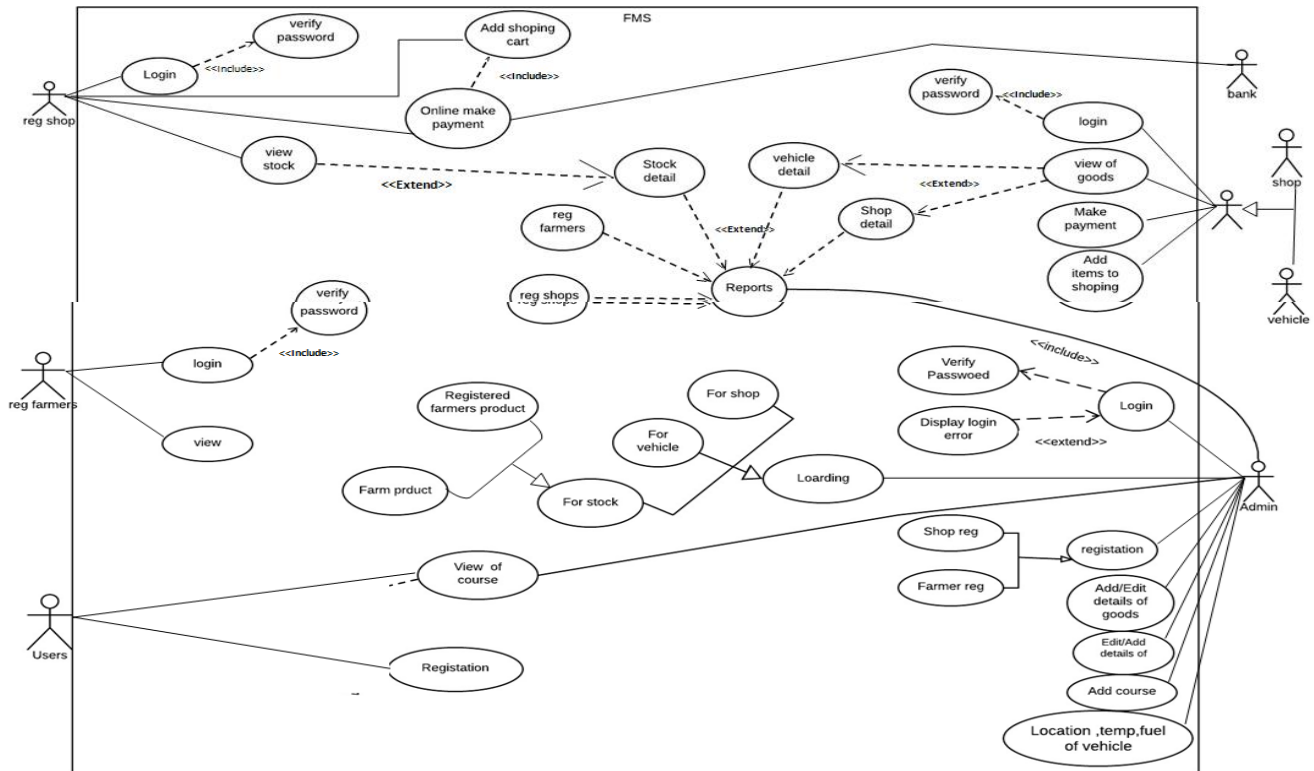 FMS
verify
password
Add shoping
cart
<<Include>>
Login
<<Include>>
reg shop
Online make
payment
bank
verify
password
<<Include>>
login
view
stock
<<Extend>>
Stock
detail
vehicle
detail
<<Extend>>
view of
goods
shop
reg
farmers
<<Extend>>
Shop
detail
Make
payment
Add
items to
shoping
Reports
reg shops
reg shops
vehicle
verify
password
<<Include>>
login
reg farmers
view
<<include>>
Verify
Passwoed
Login
Display login
error
<<extend>>
Registered
farmers product
For shop
For
vehicle
Farm prduct
For stock
Loarding
Admin
Shop reg
Farmer reg
registation
View of
course
Users
Registation
Add/Edit
details of
goods
Edit/Add
details of
Add course
Location ,temp,fuel
of vehicle